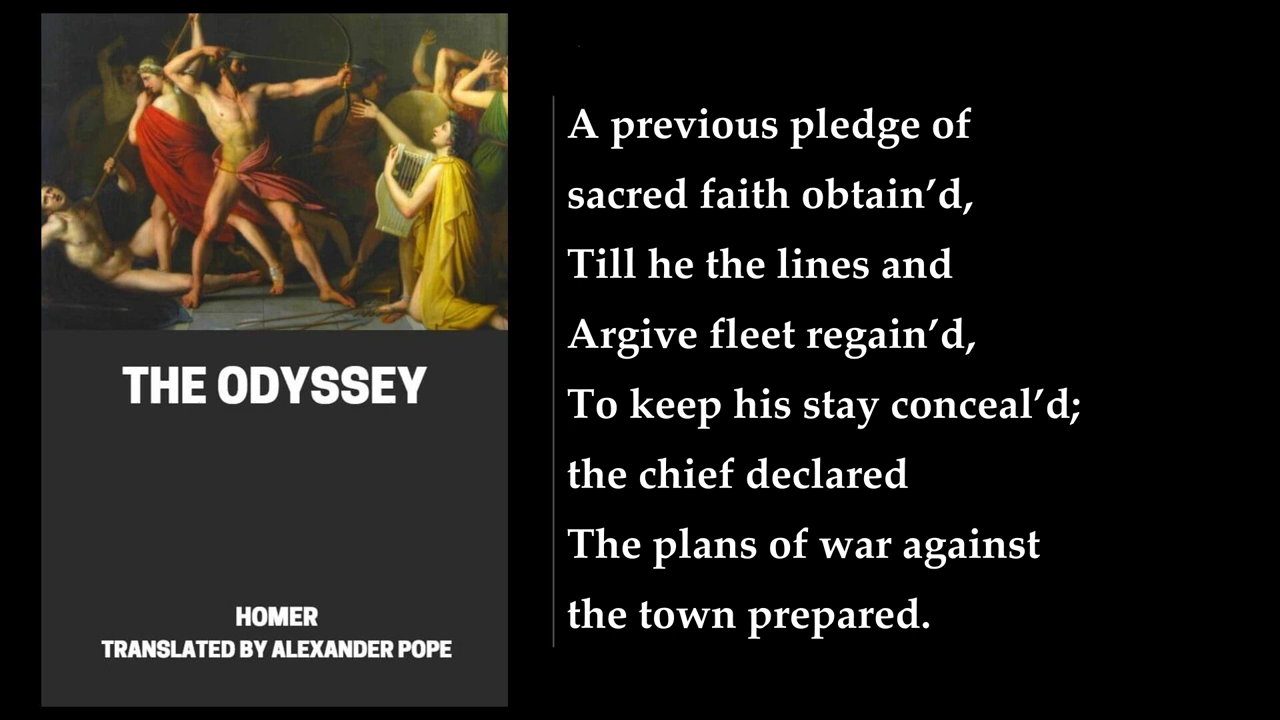 THE ODYSSEY
HOMER
TRANSLATED BY ALEXANDER POPE
A previous pledge of
sacred faith obtain’d,
Till he the lines and
Argive fleet regain’d,
To keep his stay conceal’d;
the chief declared
The plans of war against
the town prepared.